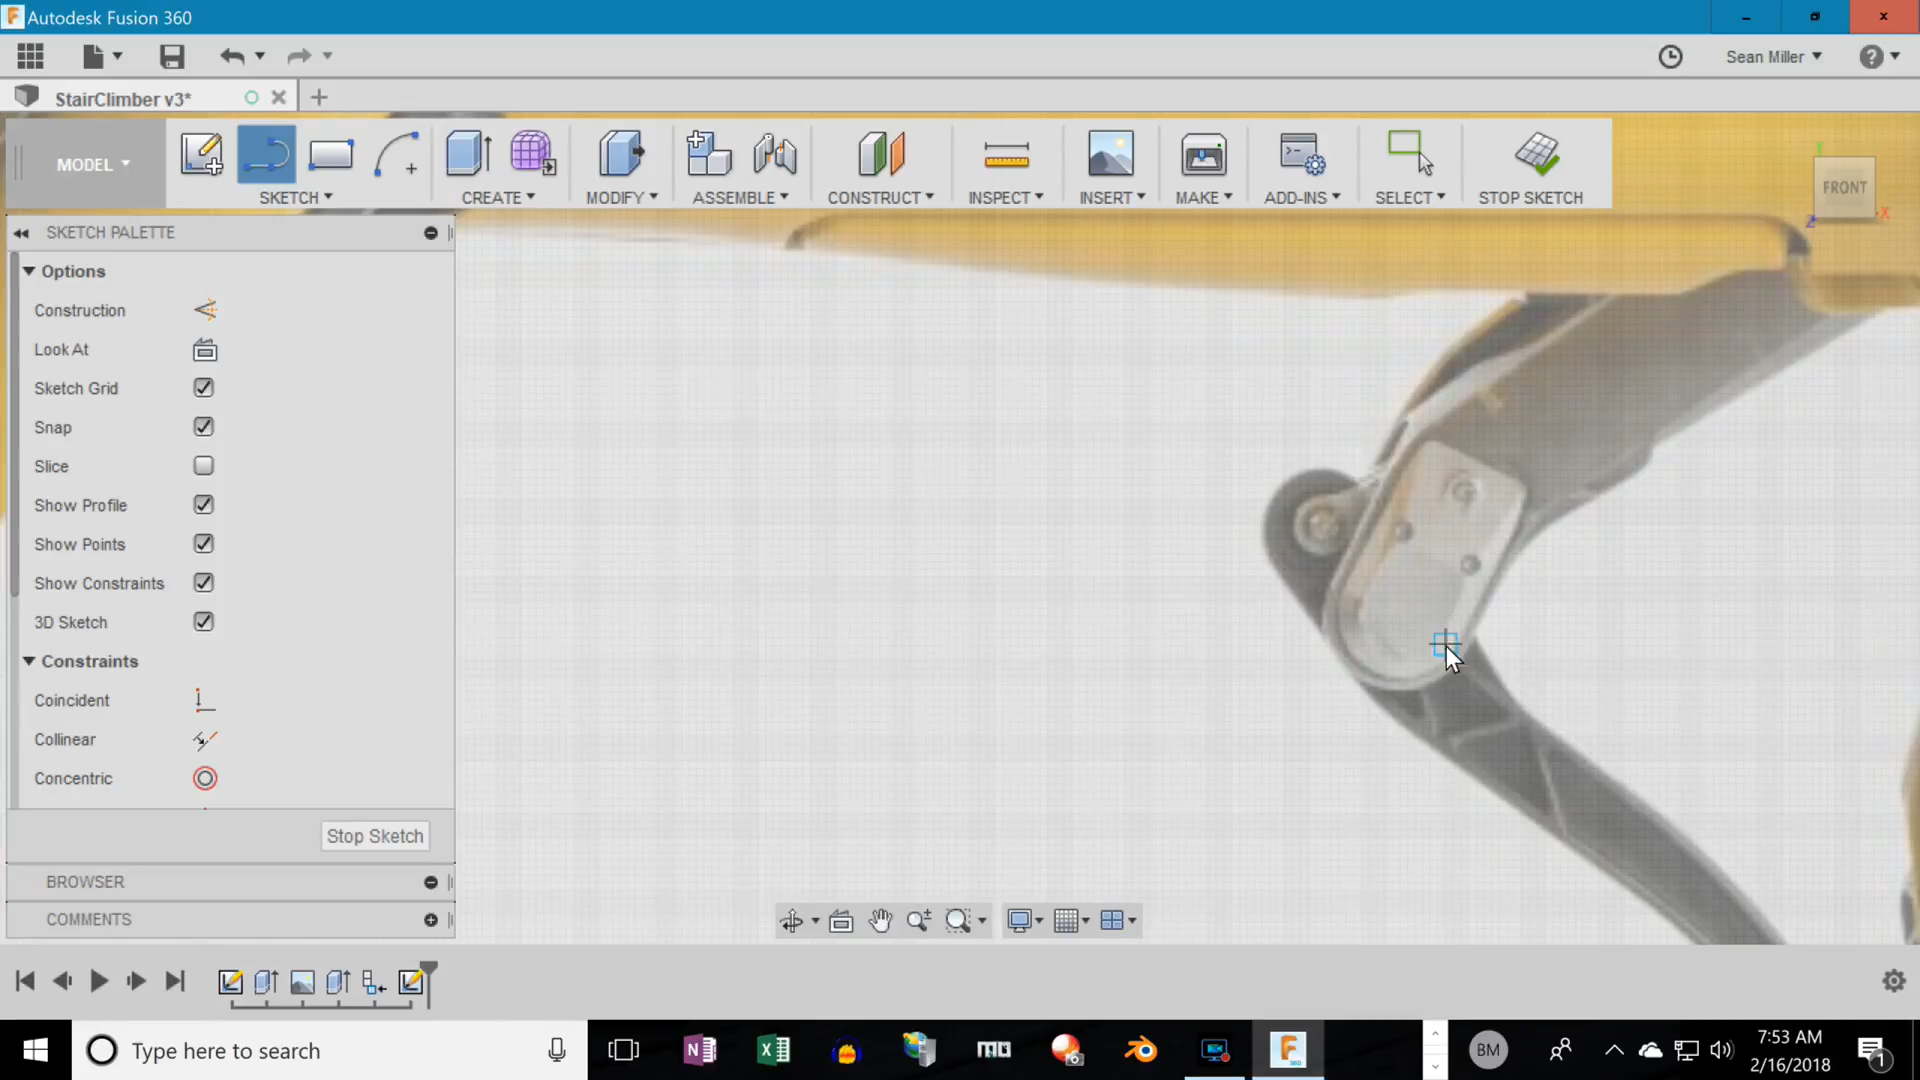 Autodesk Fusion 360
Sean Miller
StairClimber v3*
MODEL
SKETCH
CREATE
MODIFY
ASSEMBLE
CONSTRUCT
INSPECT
INSERT
MAKE
ADD-INS
SELECT
STOP SKETCH
FRONT
Y
X
Z
SKETCH PALETTE
Options
Construction
Look At
Sketch Grid
Snap
Slice
Show Profile
Show Points
Show Constraints
3D Sketch
Constraints
Coincident
Collinear
Concentric
Stop Sketch
BROWSER
COMMENTS
Type here to search
BM
7:53 AM
2/16/2018
1